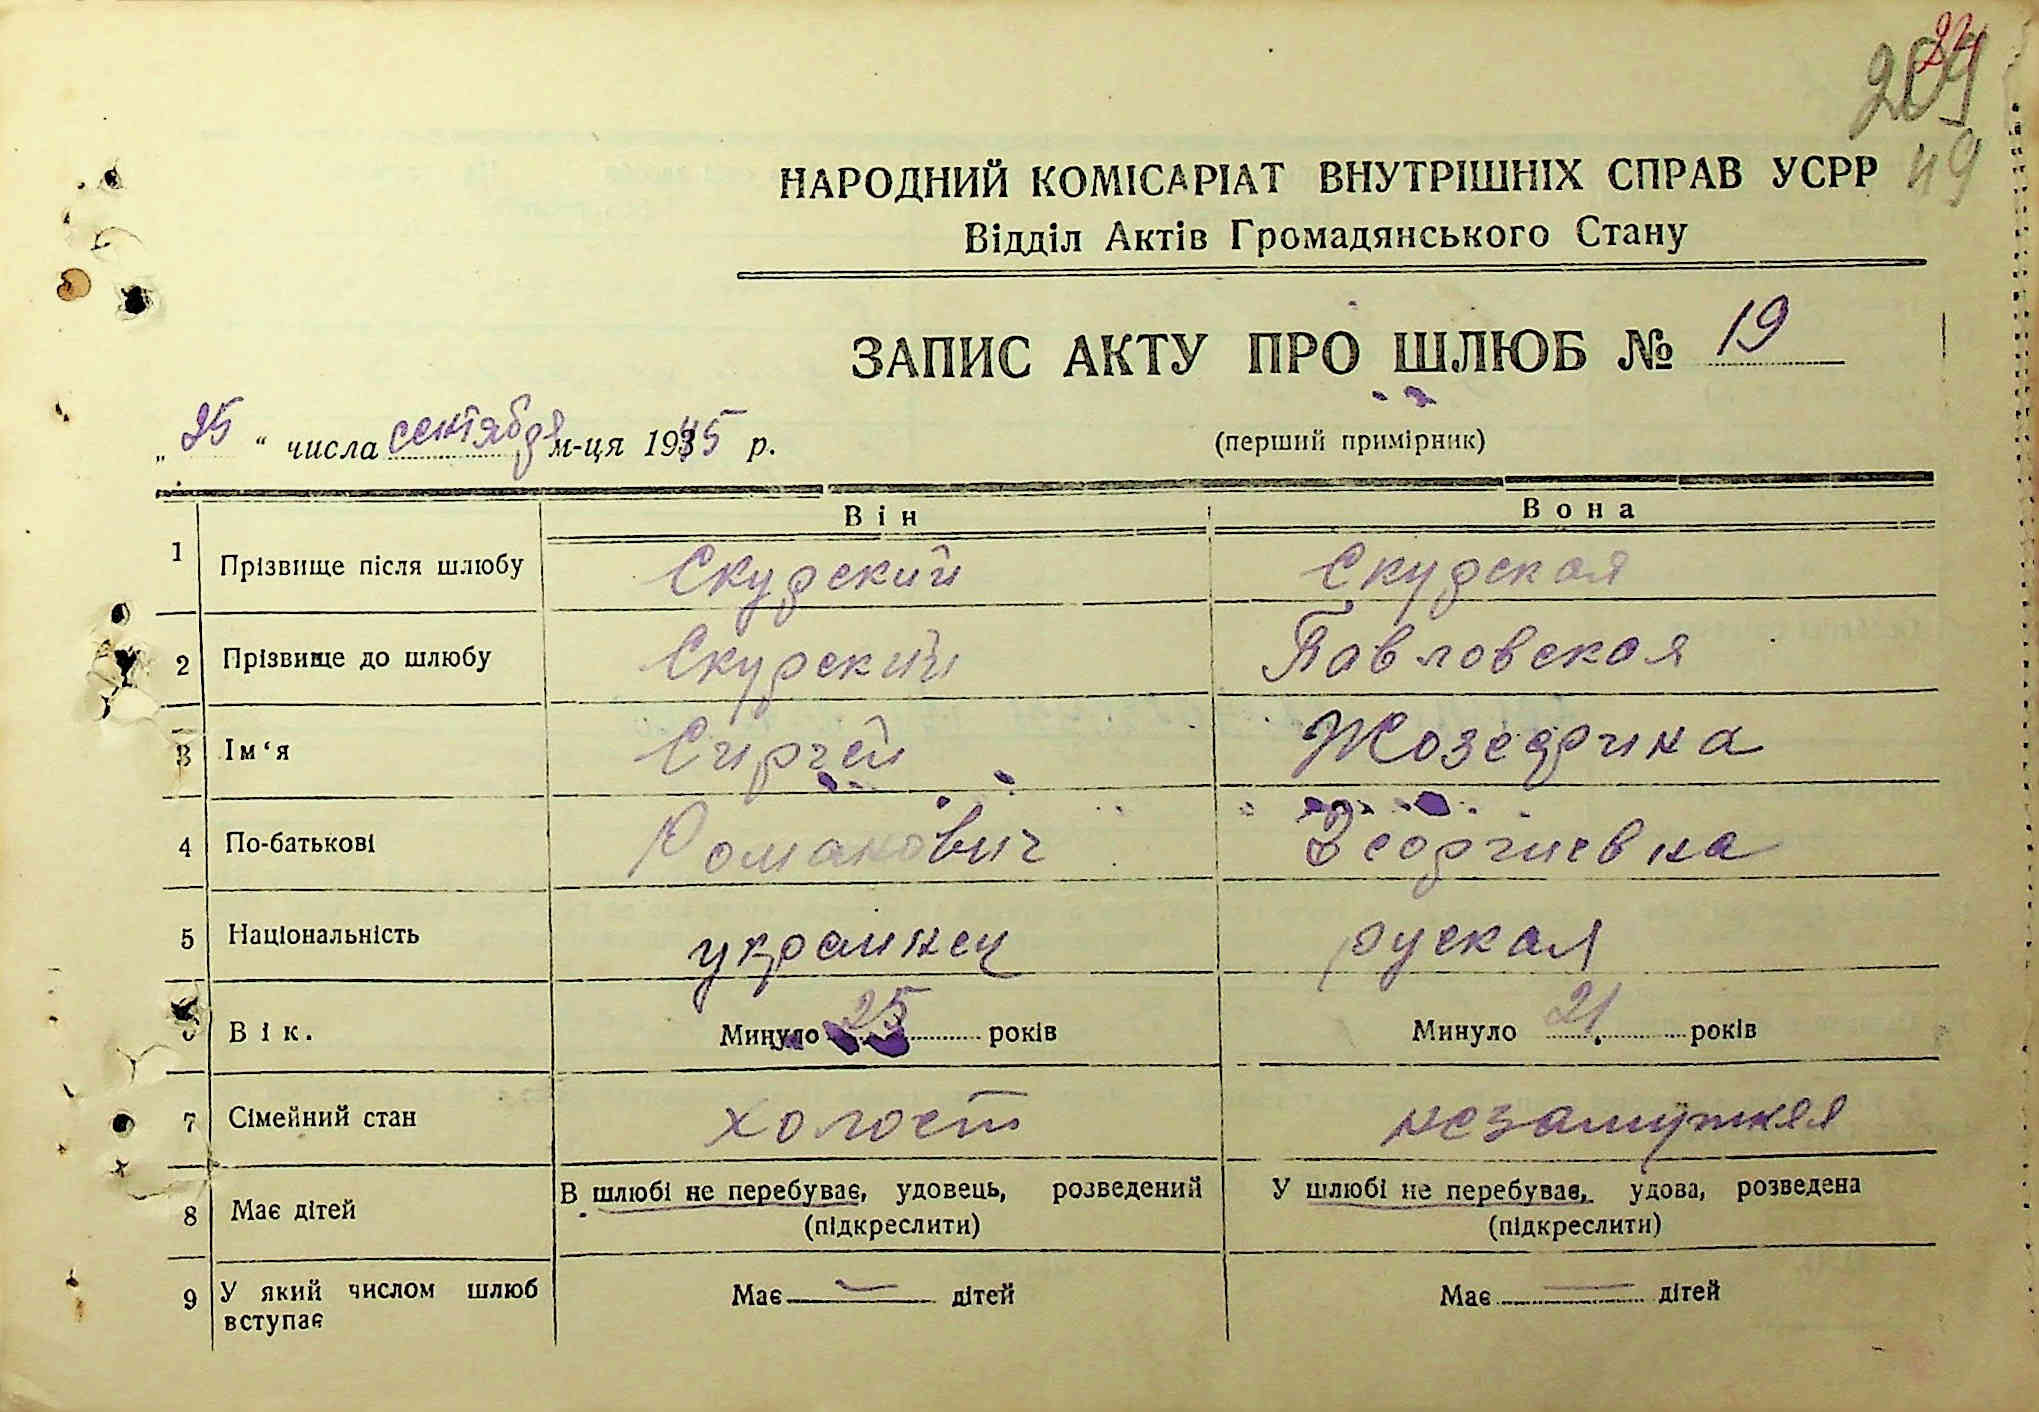 24
209
49
НАРОДНИЙ КОМІСАРІАТ ВНУТРІШНІХ СПРАВ УСРР
Відділ Актів Громадянського Стану
ЗАПИС АКТУ ПРО ШЛЮБ № 19
„ 25 “ числа сентября м-ця 1945 р.
(перший примірник)
Він Вона
1 Прізвище після шлюбу Скурский Скурская
2 Прізвище до шлюбу Скурский Павловская
3 Ім‘я Сиргей Жозефина
4 По-батькові Романович Георгиевна
5 Національність украинец руская
6 Вік. Минуло 25 років Минуло 21 років
7 Сімейний стан холост незамужняя
8 Має дітей В шлюбі не перебуває, удовець, розведений У шлюбі не перебуває, удова, розведена
(підкреслити) (підкреслити)
9 У який числом шлюб вступає Має — дітей Має — дітей